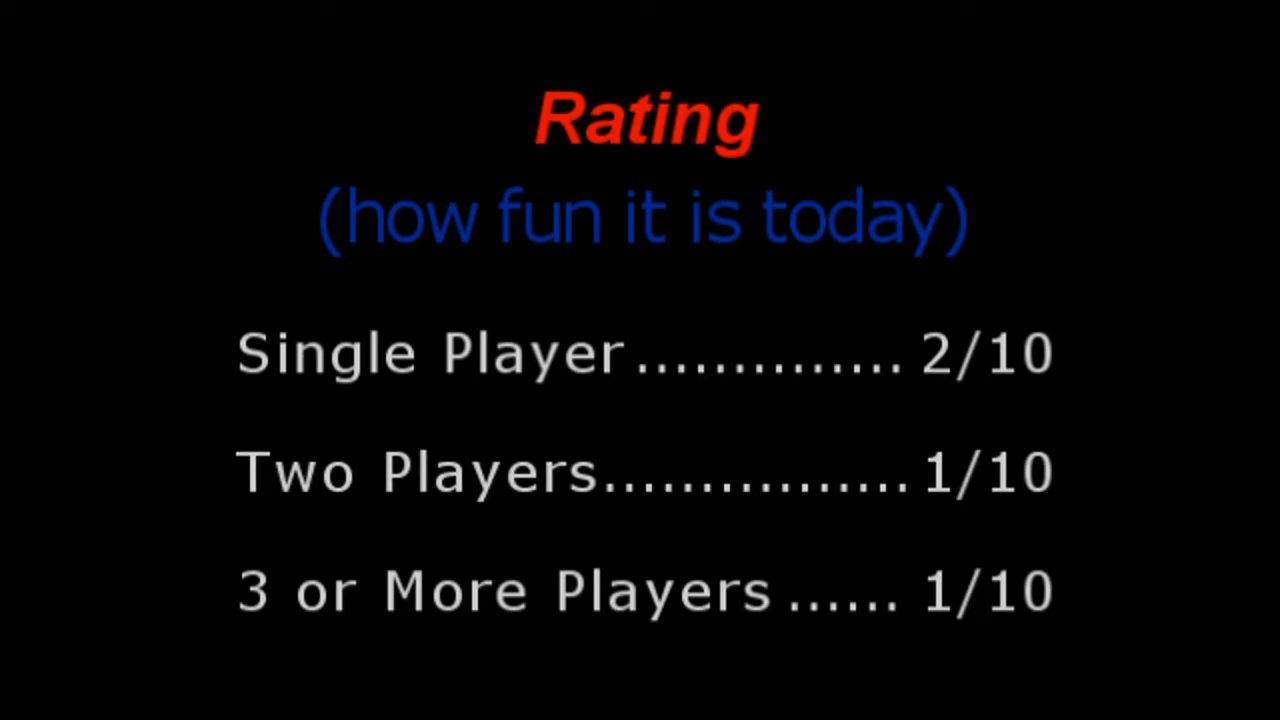 Rating
(how fun it is today)
Single Player.............. 2/10
Two Players................ 1/10
3 or More Players...... 1/10